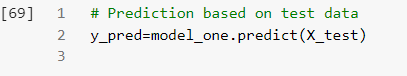 [69] 1 # Prediction based on test data
2 y_pred=model_one.predict(X_test)
3